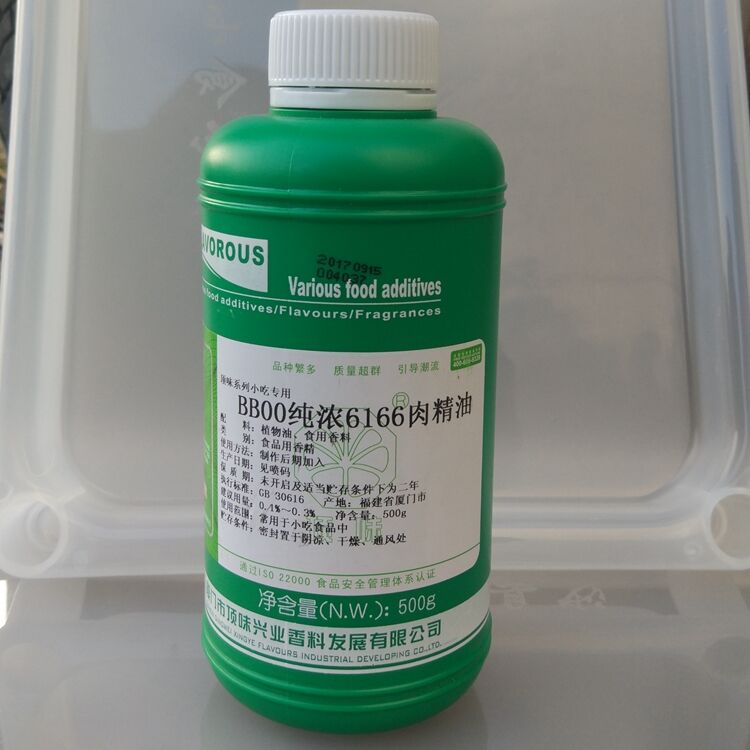 AVOROUS
20170915
004037
Various food additives
food additives/Flavours/Fragrances
品种繁多 质量超群 引导潮流
顶味系列小吃专用
BB00纯浓6166肉精油
®
配 料：植物油、食用香料
类 别：食品用香精
使用方法：制作后期加入
生产日期：见喷码
保 质 期：未开启及适当贮存条件下为二年
执行标准：GB 30616 产地：福建省厦门市
建议用量：0.1%～0.3% 净含量：500g
使用范围：常用于小吃食品中
贮存条件：密封置于阴凉、干燥、通风处
通过ISO 22000 食品安全管理体系认证
净含量(N.W.)：500g
门市顶味兴业香料发展有限公司
XINGYE FLAVOURS INDUSTRIAL DEVELOPING CO.,LTD.